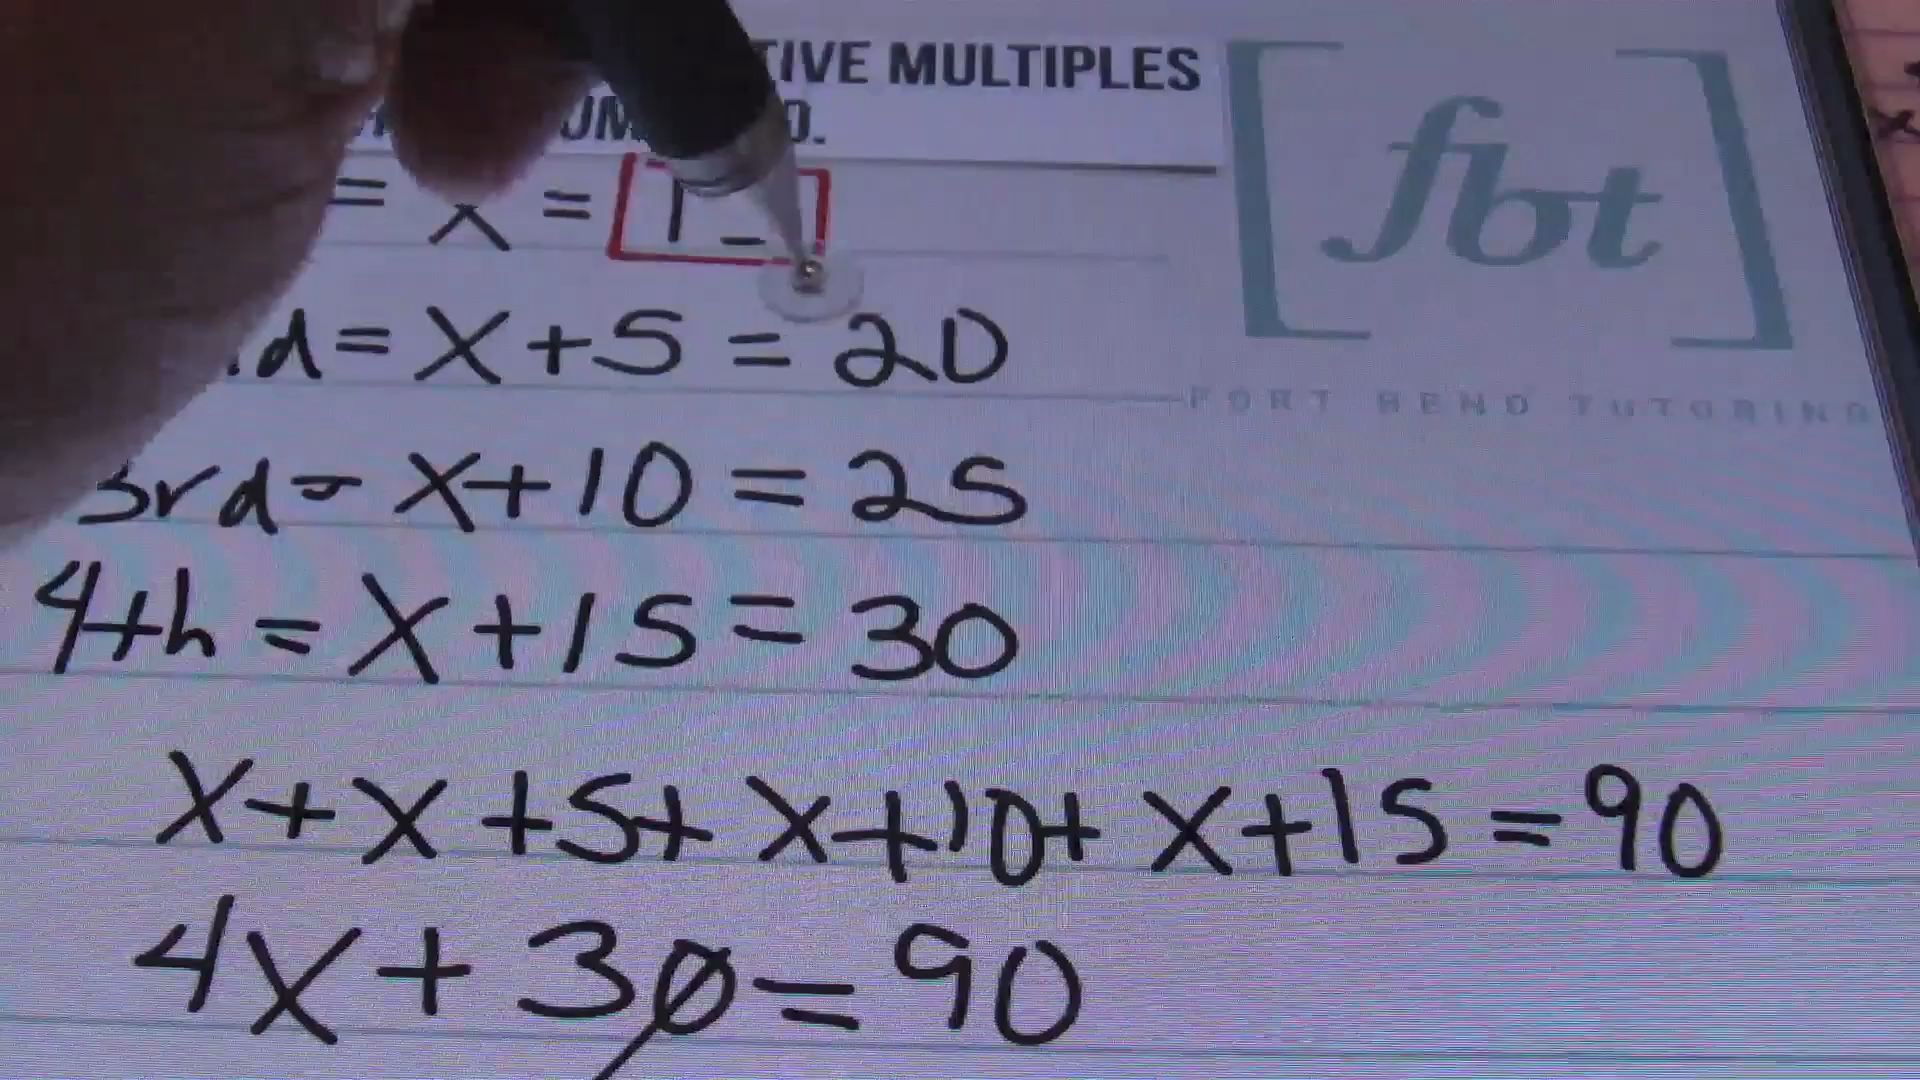 TIVE MULTIPLES
= X =
d = X + 5 = 20
3rd = X + 10 = 25
4th = X + 15 = 30
X + X + 5 + X + 10 + X + 15 = 90
4X + 30 = 90
fbt
FORT BEND TUTORING